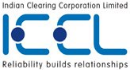 Indian Clearing Corporation Limited
ICCL
Reliability builds relationships